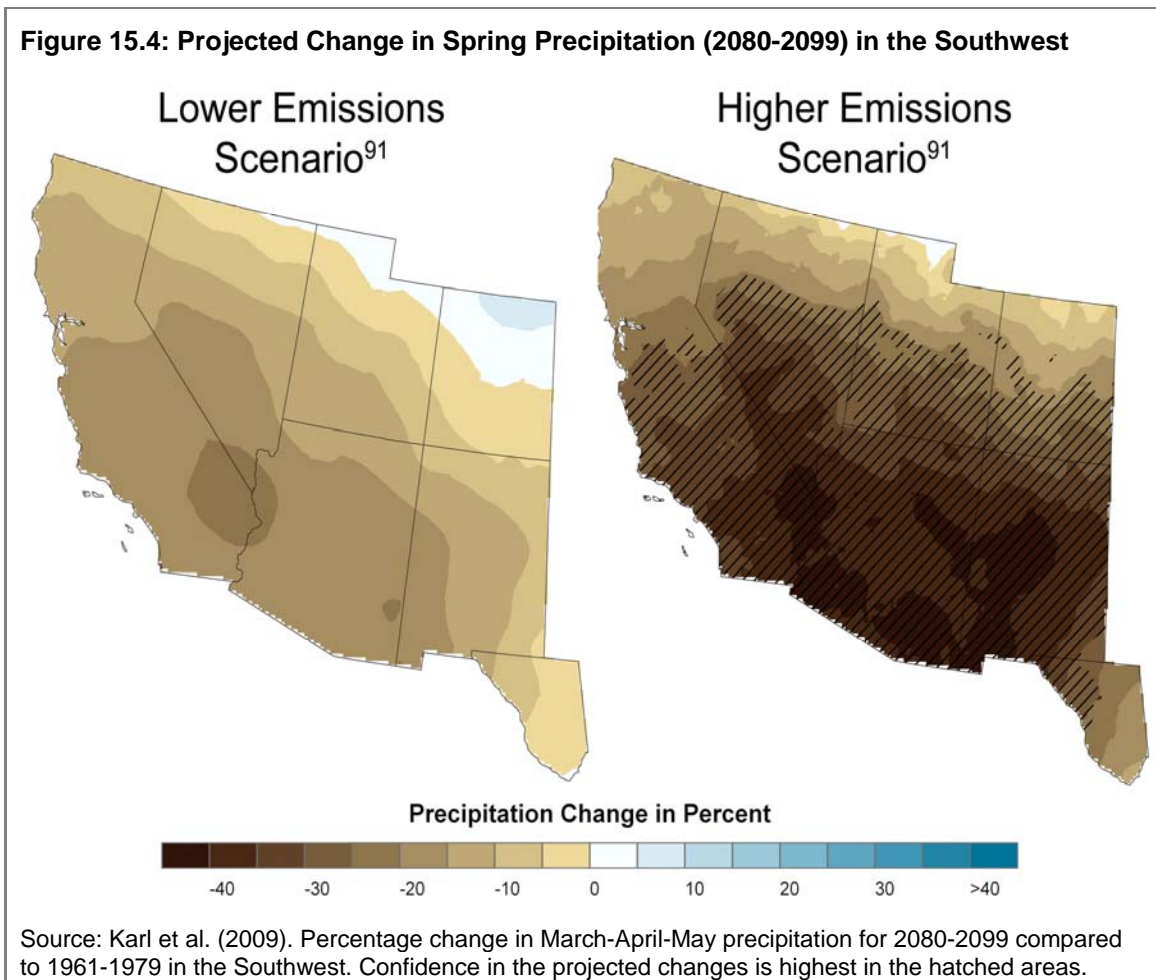 Figure 15.4: Projected Change in Spring Precipitation (2080-2099) in the Southwest
Lower Emissions
Scenario91
Higher Emissions
Scenario91
Precipitation Change in Percent
-40 -30 -20 -10 0 10 20 30 >40
Source: Karl et al. (2009). Percentage change in March-April-May precipitation for 2080-2099 compared
to 1961-1979 in the Southwest. Confidence in the projected changes is highest in the hatched areas.